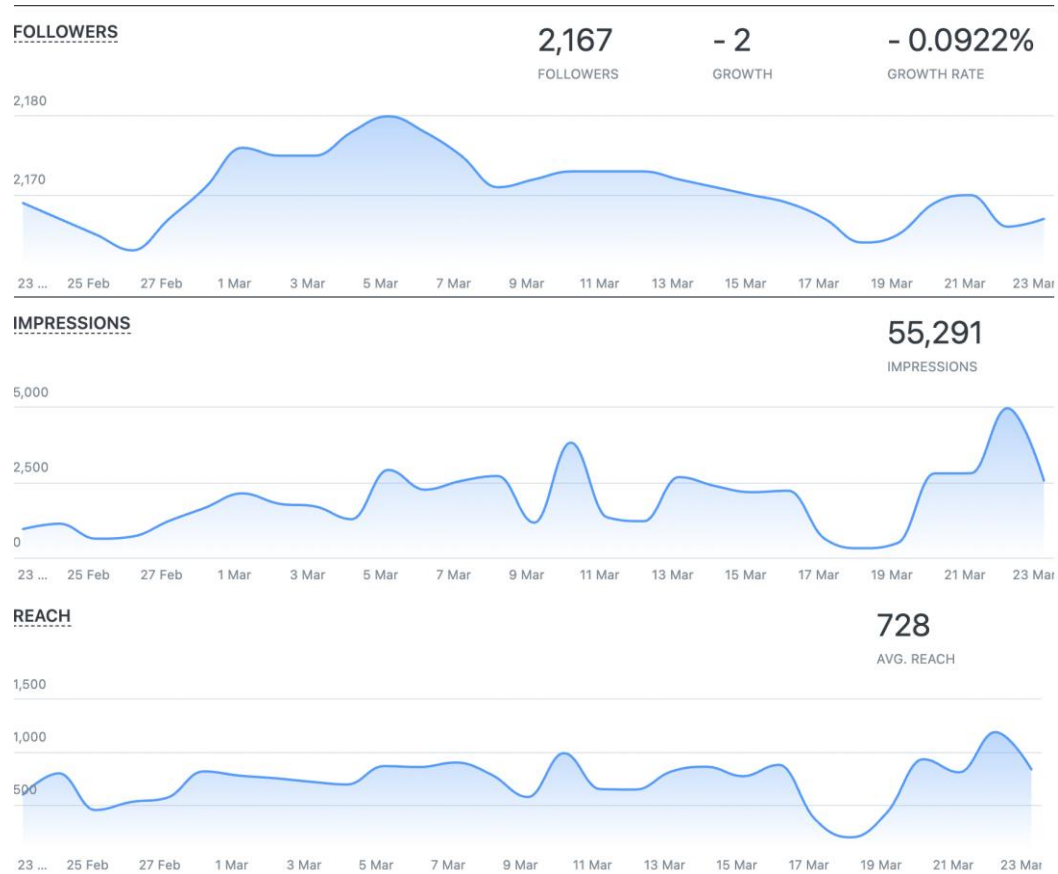 FOLLOWERS
2,167 - 2 - 0.0922%
FOLLOWERS GROWTH GROWTH RATE
2,180
2,170
23 ... 25 Feb 27 Feb 1 Mar 3 Mar 5 Mar 7 Mar 9 Mar 11 Mar 13 Mar 15 Mar 17 Mar 19 Mar 21 Mar 23 Mar
IMPRESSIONS
55,291
IMPRESSIONS
5,000
2,500
0
23 ... 25 Feb 27 Feb 1 Mar 3 Mar 5 Mar 7 Mar 9 Mar 11 Mar 13 Mar 15 Mar 17 Mar 19 Mar 21 Mar 23 Mar
REACH
728
AVG. REACH
1,500
1,000
500
23 ... 25 Feb 27 Feb 1 Mar 3 Mar 5 Mar 7 Mar 9 Mar 11 Mar 13 Mar 15 Mar 17 Mar 19 Mar 21 Mar 23 Mar